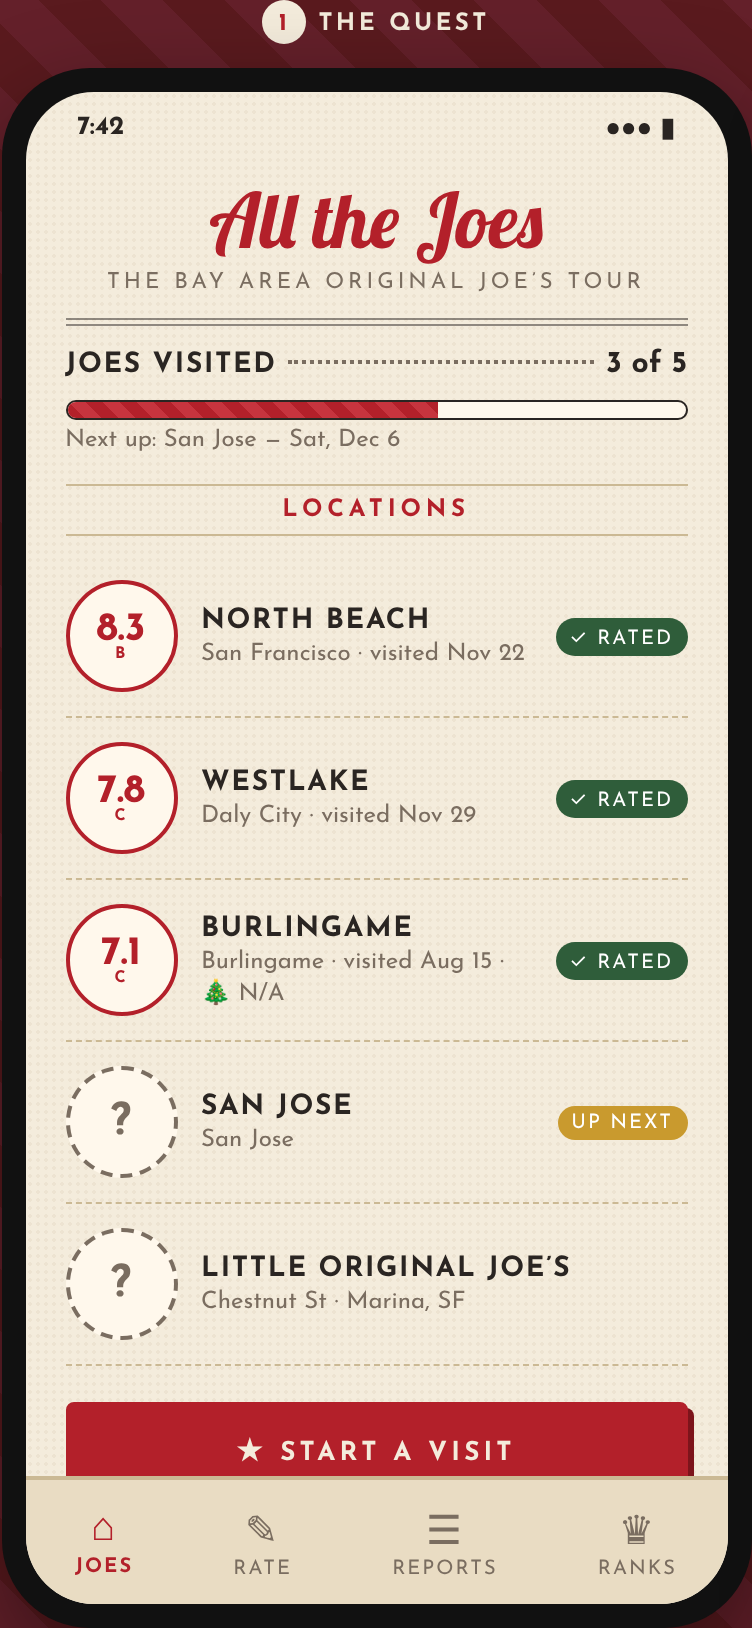 1 THE QUEST
7:42
All the Joes
THE BAY AREA ORIGINAL JOE'S TOUR
JOES VISITED 3 of 5
Next up: San Jose – Sat, Dec 6
LOCATIONS
8.3
B
NORTH BEACH
San Francisco · visited Nov 22
✓ RATED
7.8
C
WESTLAKE
Daly City · visited Nov 29
✓ RATED
7.1
C
BURLINGAME
Burlingame · visited Aug 15 ·
🎄 N/A
✓ RATED
?
SAN JOSE
San Jose
UP NEXT
?
LITTLE ORIGINAL JOE'S
Chestnut St · Marina, SF
★ START A VISIT
JOES
RATE
REPORTS
RANKS